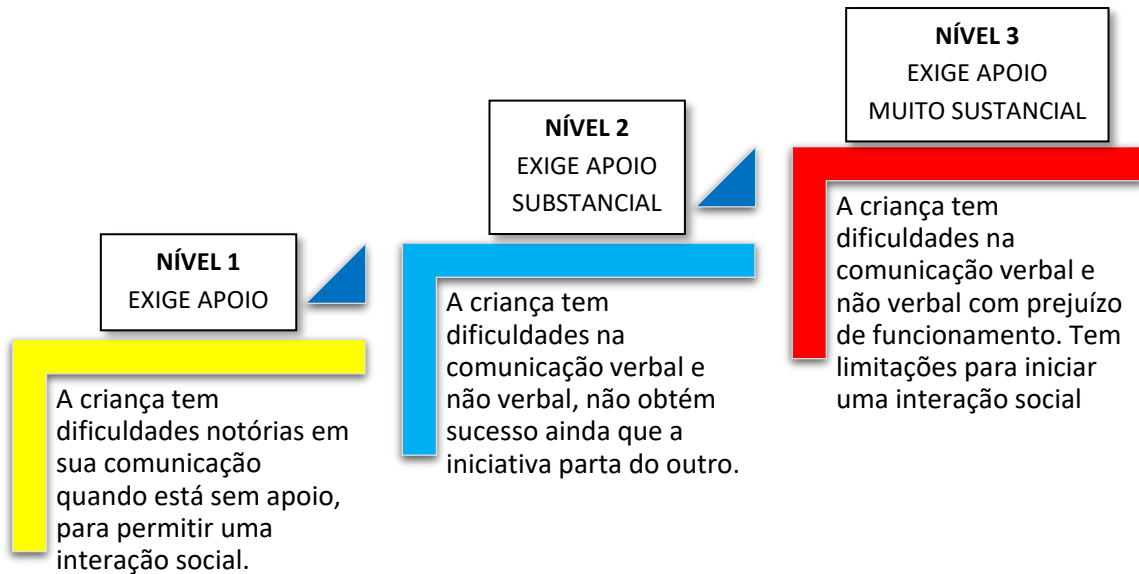 NÍVEL 1
EXIGE APOIO
A criança tem
dificuldades notórias em
sua comunicação
quando está sem apoio,
para permitir uma
interação social.
NÍVEL 2
EXIGE APOIO
SUBSTANCIAL
A criança tem
dificuldades na
comunicação verbal e
não verbal, não obtém
sucesso ainda que a
iniciativa parta do outro.
NÍVEL 3
EXIGE APOIO
MUITO SUSTANCIAL
A criança tem
dificuldades na
comunicação verbal e
não verbal com prejuízo
de funcionamento. Tem
limitações para iniciar
uma interação social